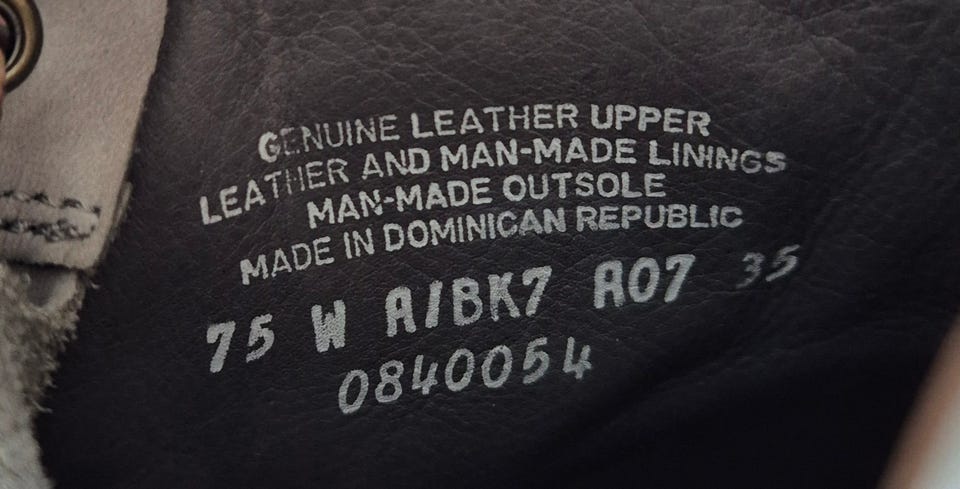 GENUINE LEATHER UPPER
LEATHER AND MAN-MADE LININGS
MAN-MADE OUTSOLE
MADE IN DOMINICAN REPUBLIC
75 W A/BK7 A07 35
0840054